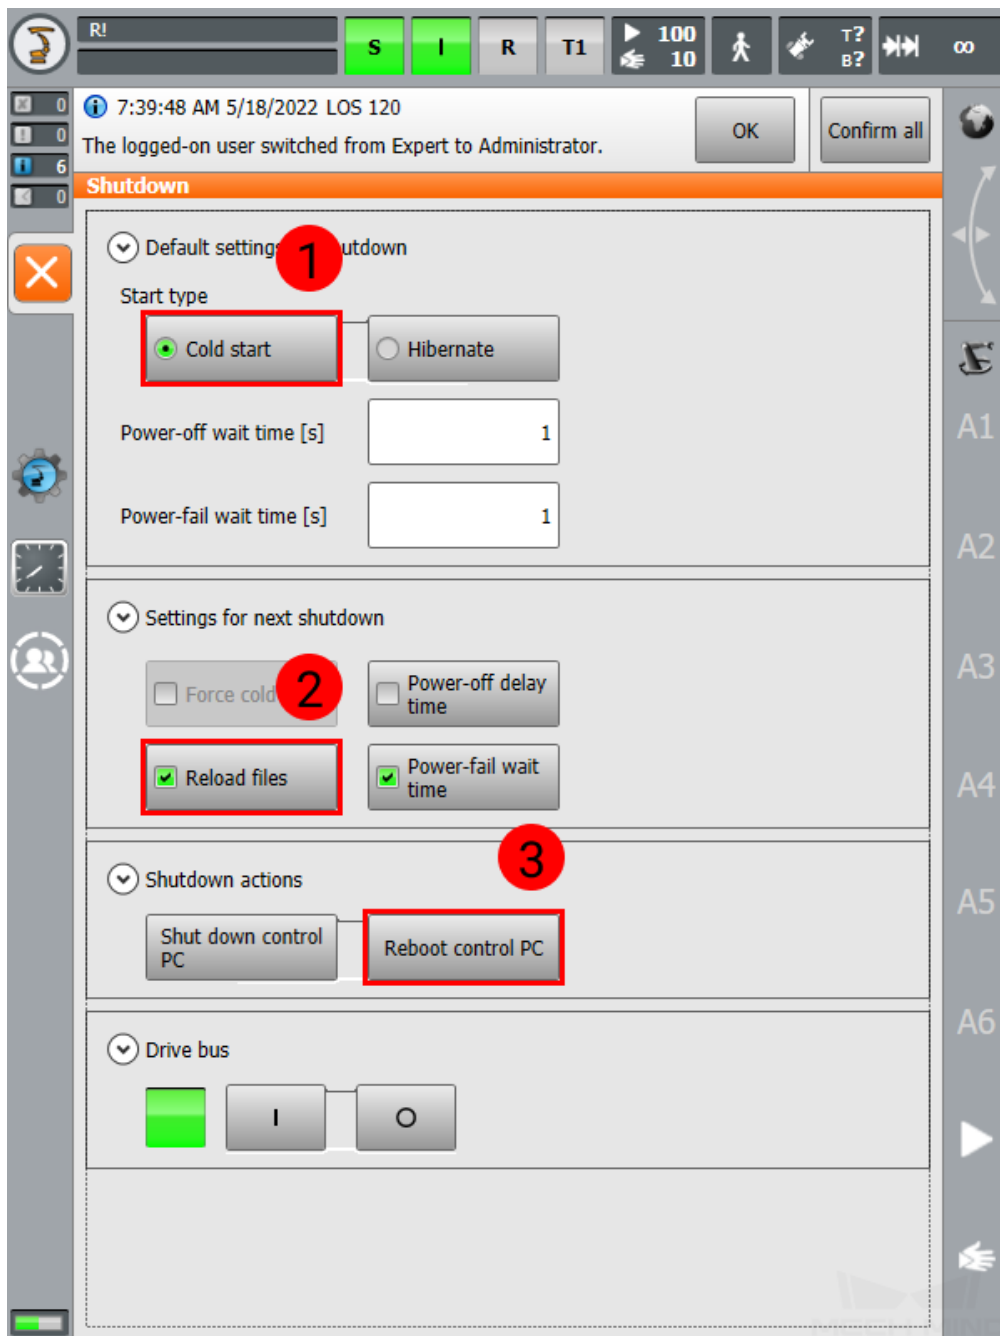 R!
S I R T1 100 10 T? B? ∞
0
0
6
0
7:39:48 AM 5/18/2022 LOS 120
The logged-on user switched from Expert to Administrator.
OK
Confirm all
Shutdown
1
Default setting utdown
Start type
Cold start
Hibernate
Power-off wait time [s]
1
Power-fail wait time [s]
1
Settings for next shutdown
2
Force cold
Power-off delay
time
Reload files
Power-fail wait
time
3
Shutdown actions
Shut down control
PC
Reboot control PC
Drive bus
I
O
A1
A2
A3
A4
A5
A6